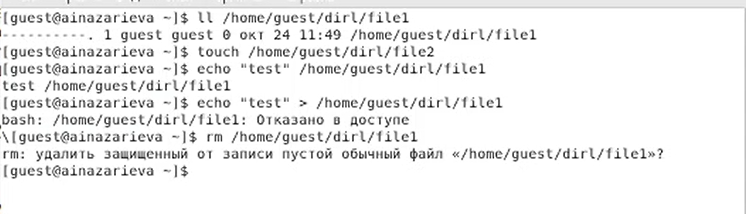 [guest@ainazarieva ~]$ ll /home/guest/dirl/file1
----------. 1 guest guest 0 окт 24 11:49 /home/guest/dirl/file1
[guest@ainazarieva ~]$ touch /home/guest/dirl/file2
[guest@ainazarieva ~]$ echo "test" /home/guest/dirl/file1
test /home/guest/dirl/file1
[guest@ainazarieva ~]$ echo "test" > /home/guest/dirl/file1
bash: /home/guest/dirl/file1: Отказано в доступе
\[guest@ainazarieva ~]$ rm /home/guest/dirl/file1
rm: удалить защищенный от записи пустой обычный файл «/home/guest/dirl/file1»?
[guest@ainazarieva ~]$